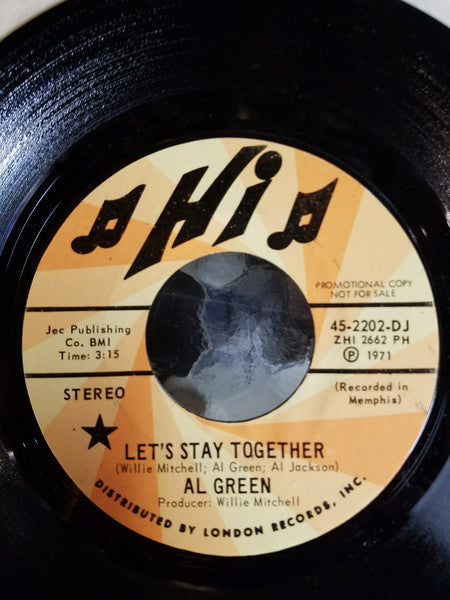 Hi
PROMOTIONAL COPY
NOT FOR SALE
Jec Publishing
Co. BMI
Time: 3:15
45-2202-DJ
ZHI 2662 PH
Ⓟ 1971
STEREO
(Recorded in
Memphis)
LET'S STAY TOGETHER
(Willie Mitchell; Al Green; Al Jackson)
AL GREEN
Producer: Willie Mitchell
DISTRIBUTED BY LONDON RECORDS, INC.